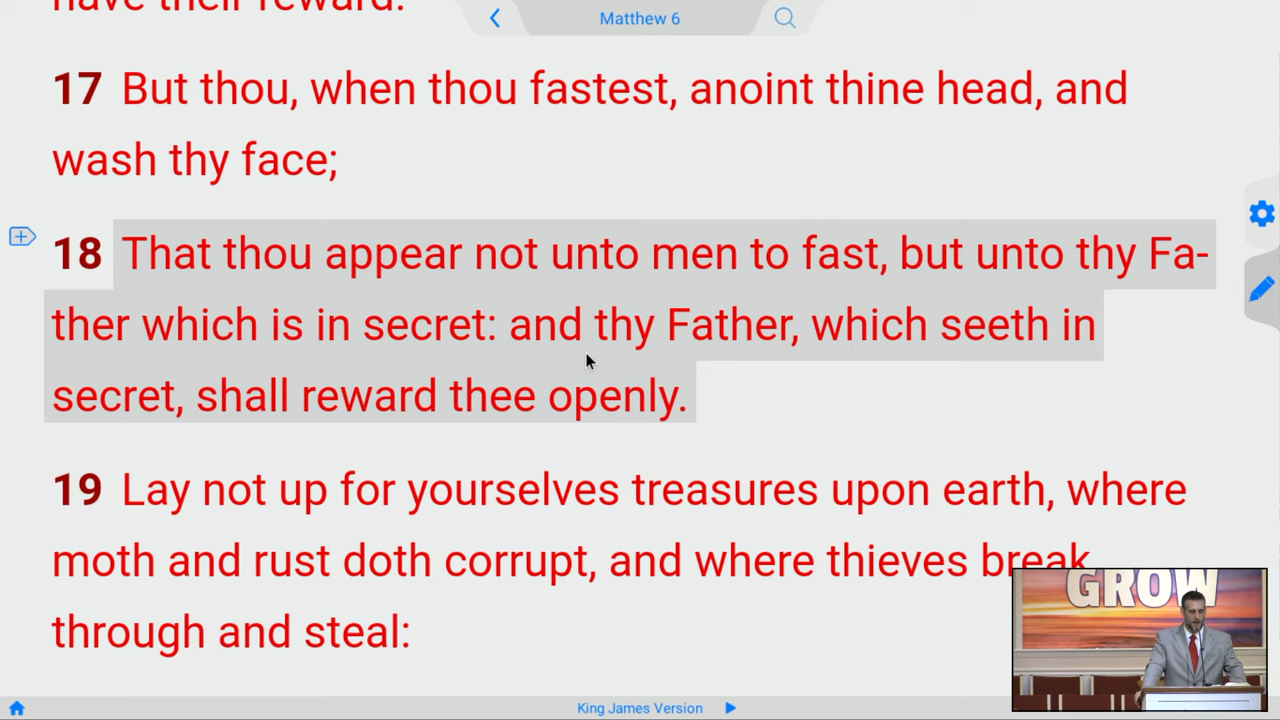 have their reward.
Matthew 6
17 But thou, when thou fastest, anoint thine head, and
wash thy face;
18 That thou appear not unto men to fast, but unto thy Fa-
ther which is in secret: and thy Father, which seeth in
secret, shall reward thee openly.
19 Lay not up for yourselves treasures upon earth, where
moth and rust doth corrupt, and where thieves break
through and steal:
GROW
King James Version